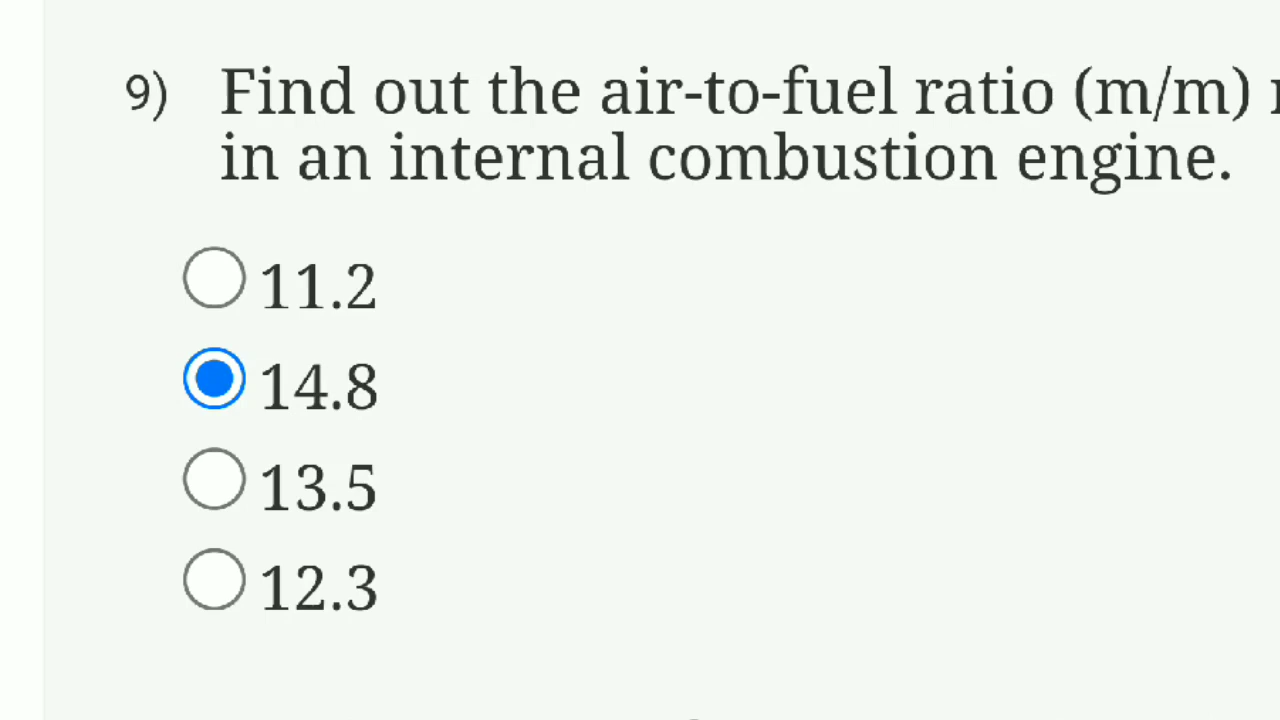 9) Find out the air-to-fuel ratio (m/m)
in an internal combustion engine.
11.2
14.8
13.5
12.3